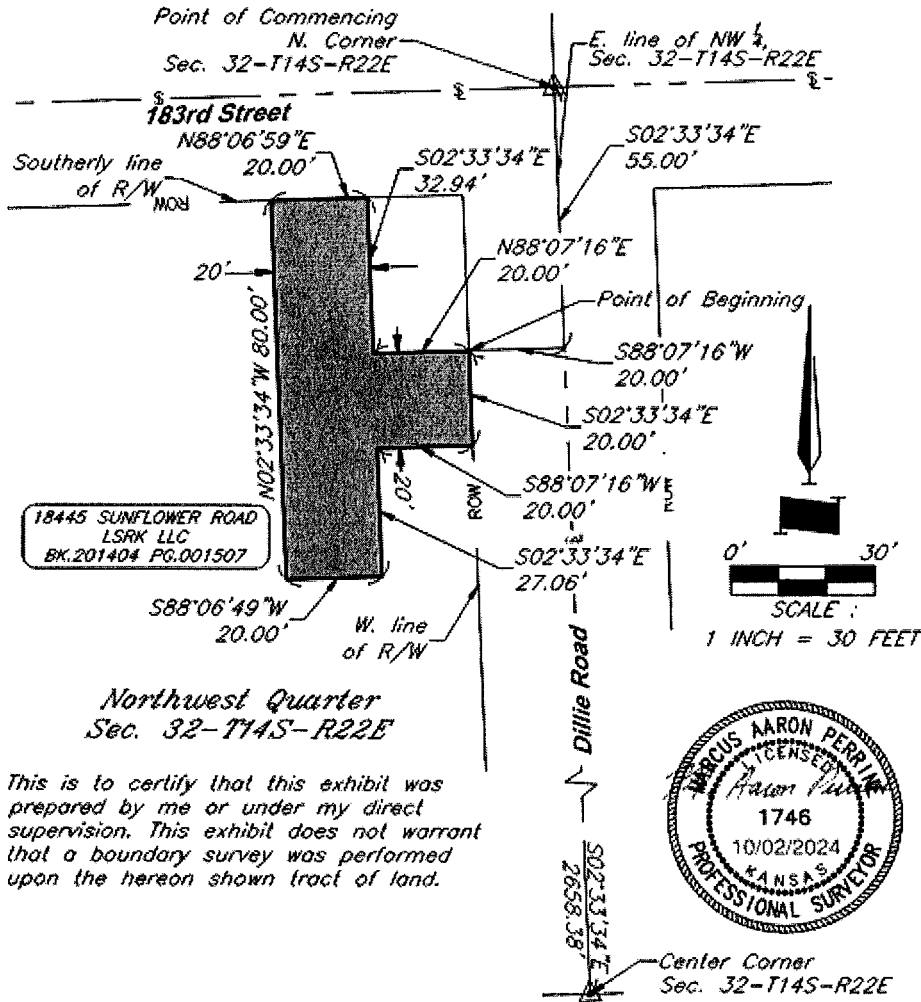 Point of Commencing
N. Corner
Sec. 32-T14S-R22E
E. line of NW 1/4,
Sec. 32-T14S-R22E
183rd Street
N88°06'59"E
20.00'
S02°33'34"E
32.94'
S02°33'34"E
55.00'
Southerly line
of R/W
ROW
20'
N88°07'16"E
20.00'
Point of Beginning
S88°07'16"W
20.00'
N02°33'34"W 80.00'
S02°33'34"E
20.00'
20'
ROW
S88°07'16"W
20.00'
18445 SUNFLOWER ROAD
LSRK LLC
BK.201404 PG.001507
S02°33'34"E
27.06'
S88°06'49"W
20.00'
W. line
of R/W
0' 30'
SCALE :
1 INCH = 30 FEET
Dillie Road
Northwest Quarter
Sec. 32-T14S-R22E
This is to certify that this exhibit was
prepared by me or under my direct
supervision. This exhibit does not warrant
that a boundary survey was performed
upon the hereon shown tract of land.
MARCUS AARON PERRINE
LICENSED
1746
10/02/2024
KANSAS
PROFESSIONAL SURVEYOR
S02°33'34"E
2658.38'
Center Corner
Sec. 32-T14S-R22E